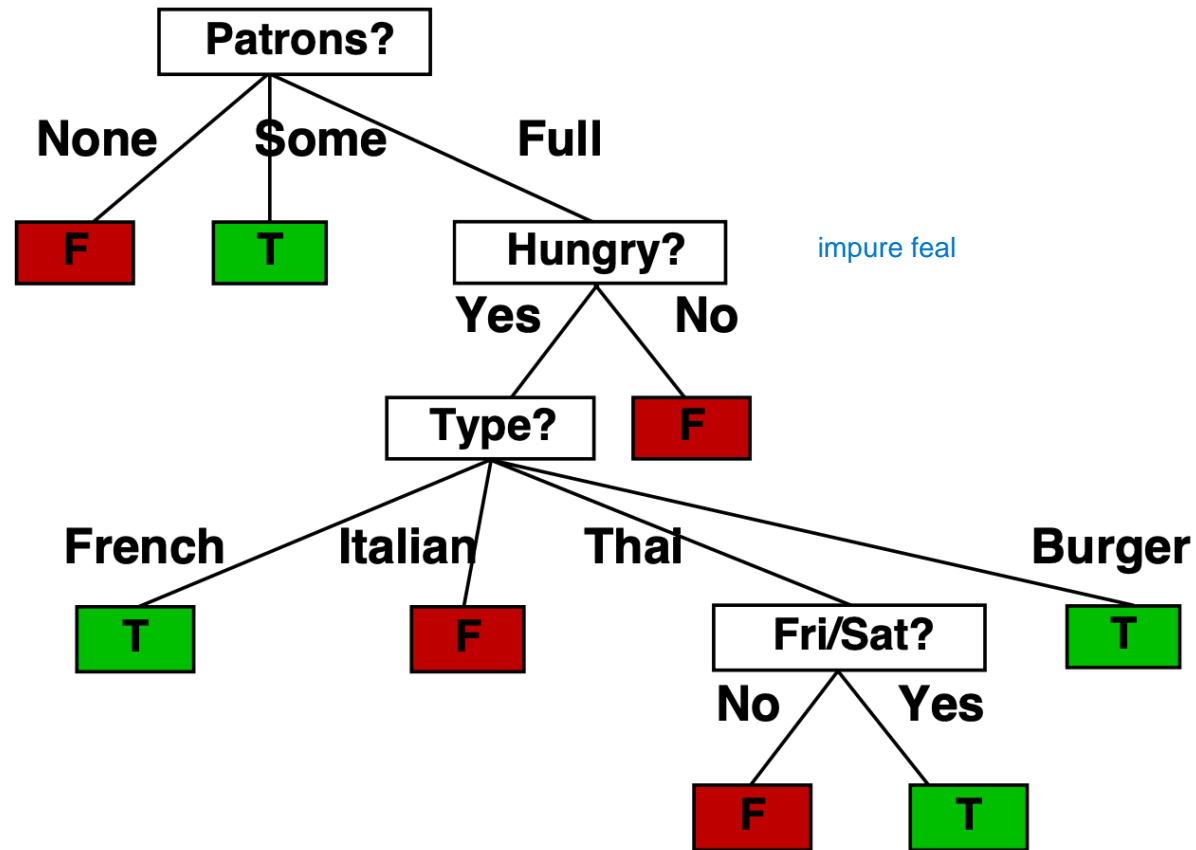 Patrons?
None Some Full
F T Hungry? impure feal
Yes No
Type? F
French Italian Thai Burger
T F Fri/Sat? T
No Yes
F T